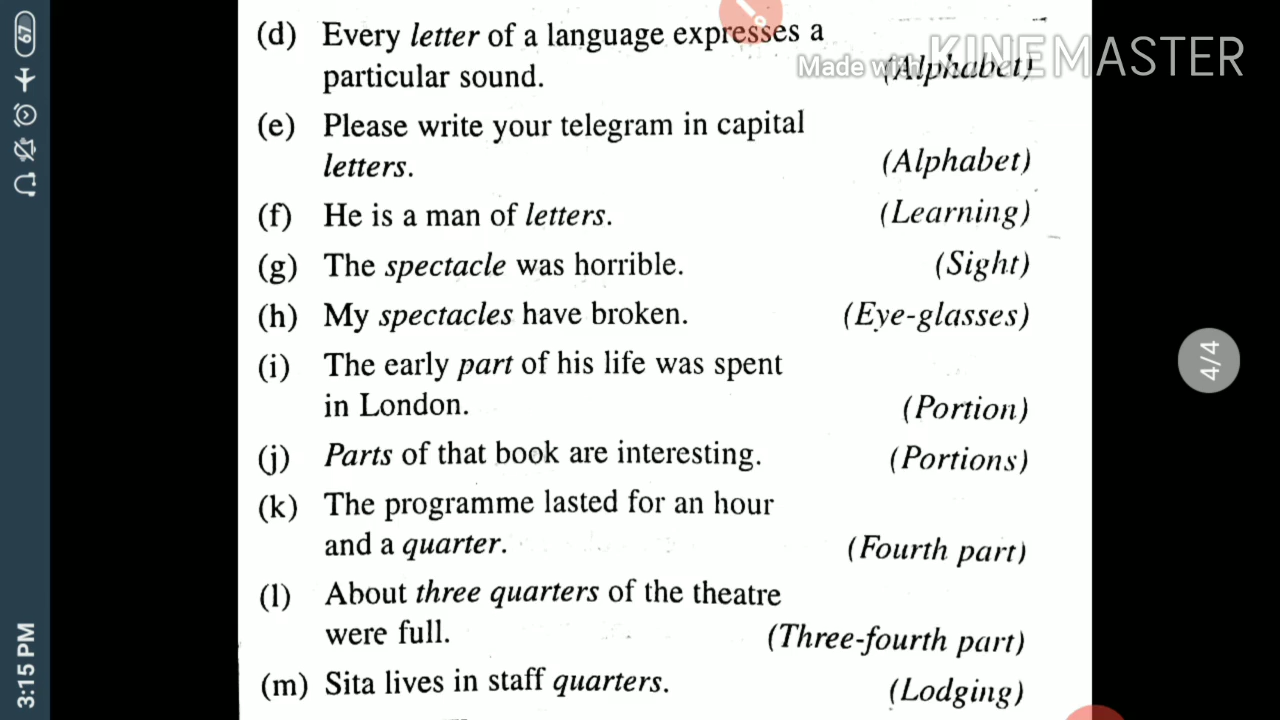 (d) Every letter of a language expresses a
particular sound. (Alphabet)
Made with KINEMASTER
(e) Please write your telegram in capital
letters. (Alphabet)
(f) He is a man of letters. (Learning)
(g) The spectacle was horrible. (Sight)
(h) My spectacles have broken. (Eye-glasses)
(i) The early part of his life was spent
in London. (Portion)
(j) Parts of that book are interesting. (Portions)
(k) The programme lasted for an hour
and a quarter. (Fourth part)
(l) About three quarters of the theatre
were full. (Three-fourth part)
(m) Sita lives in staff quarters. (Lodging)
4/4
67
3:15 PM